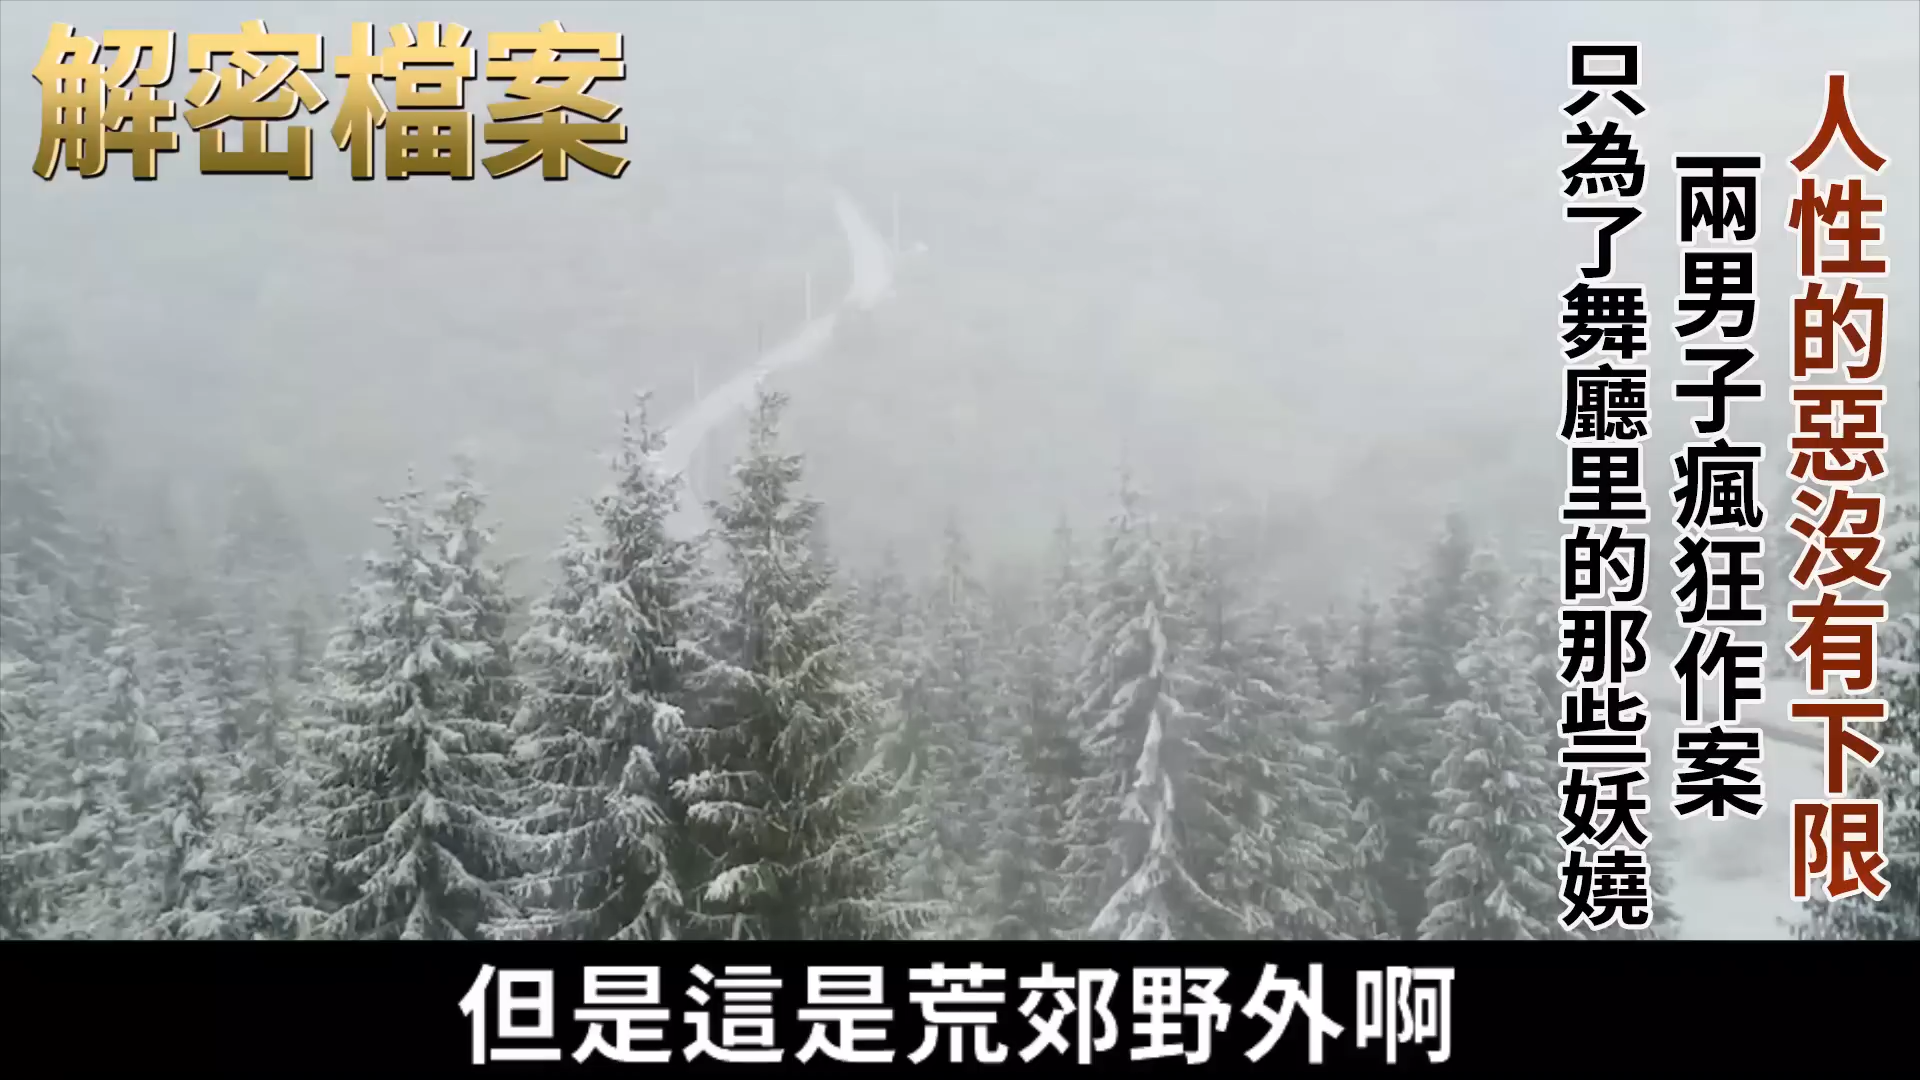 解密檔案
人性的惡沒有下限
兩男子瘋狂作案
只為了舞廳里的那些妖嬈
但是這是荒郊野外啊